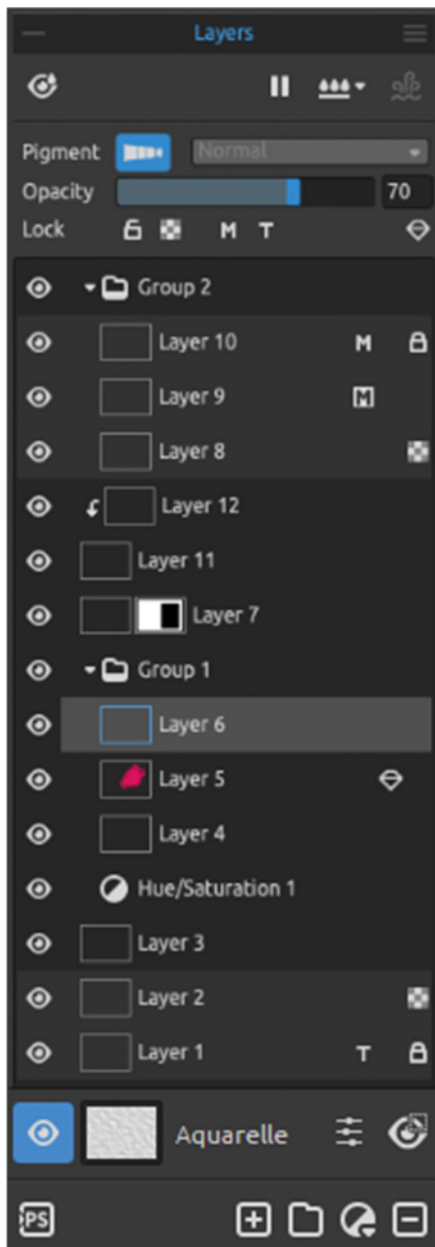 Layers
Pigment Normal
Opacity 70
Lock M T
Group 2
Layer 10 M
Layer 9 M
Layer 8
Layer 12
Layer 11
Layer 7
Group 1
Layer 6
Layer 5
Layer 4
Hue/Saturation 1
Layer 3
Layer 2
Layer 1 T
Aquarelle
PS